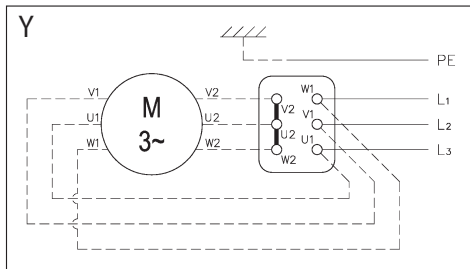 Y
PE
V1 M V2 W1 L1
V2 V1
U1 U2 L2
3~ U2 U1
W1 W2 L3
W2